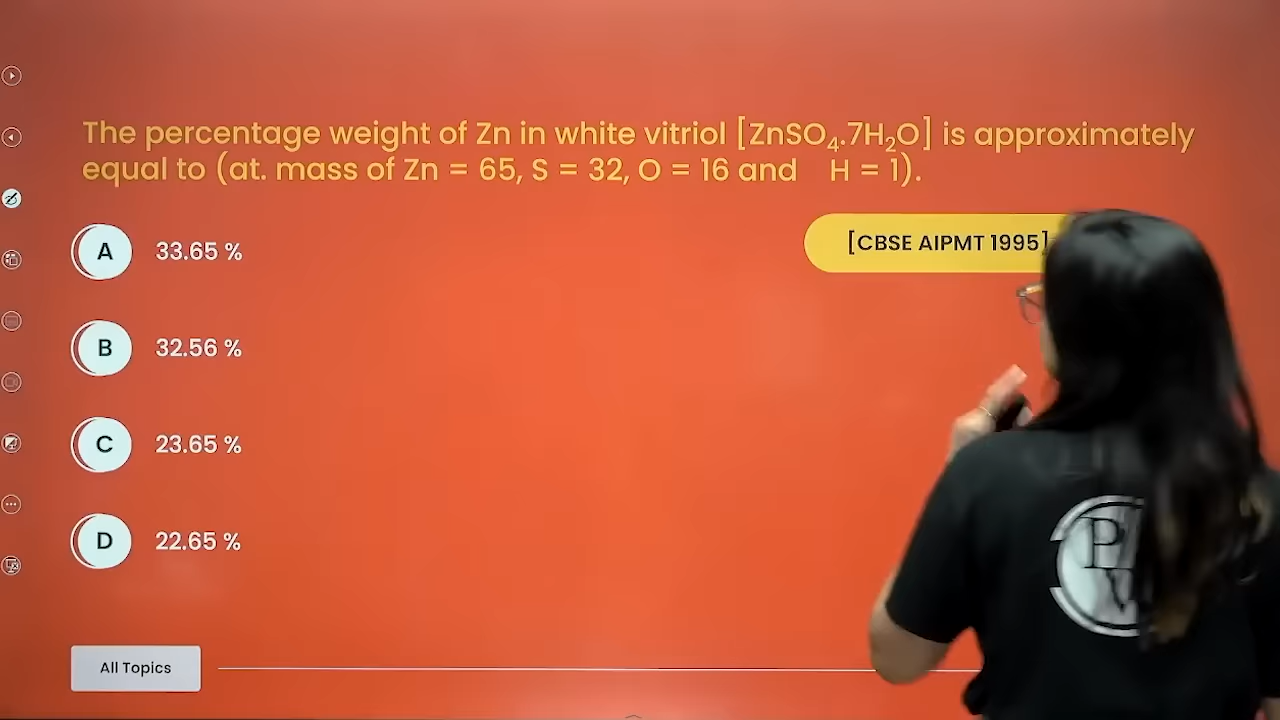 The percentage weight of Zn in white vitriol [ZnSO₄.7H₂O] is approximately
equal to (at. mass of Zn = 65, S = 32, O = 16 and H = 1).
[CBSE AIPMT 1995]
A 33.65 %
B 32.56 %
C 23.65 %
D 22.65 %
All Topics